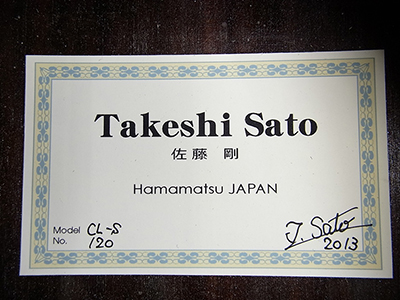 Takeshi Sato
佐藤 剛
Hamamatsu JAPAN
Model CL-S
No. 120
T. Sato
2013